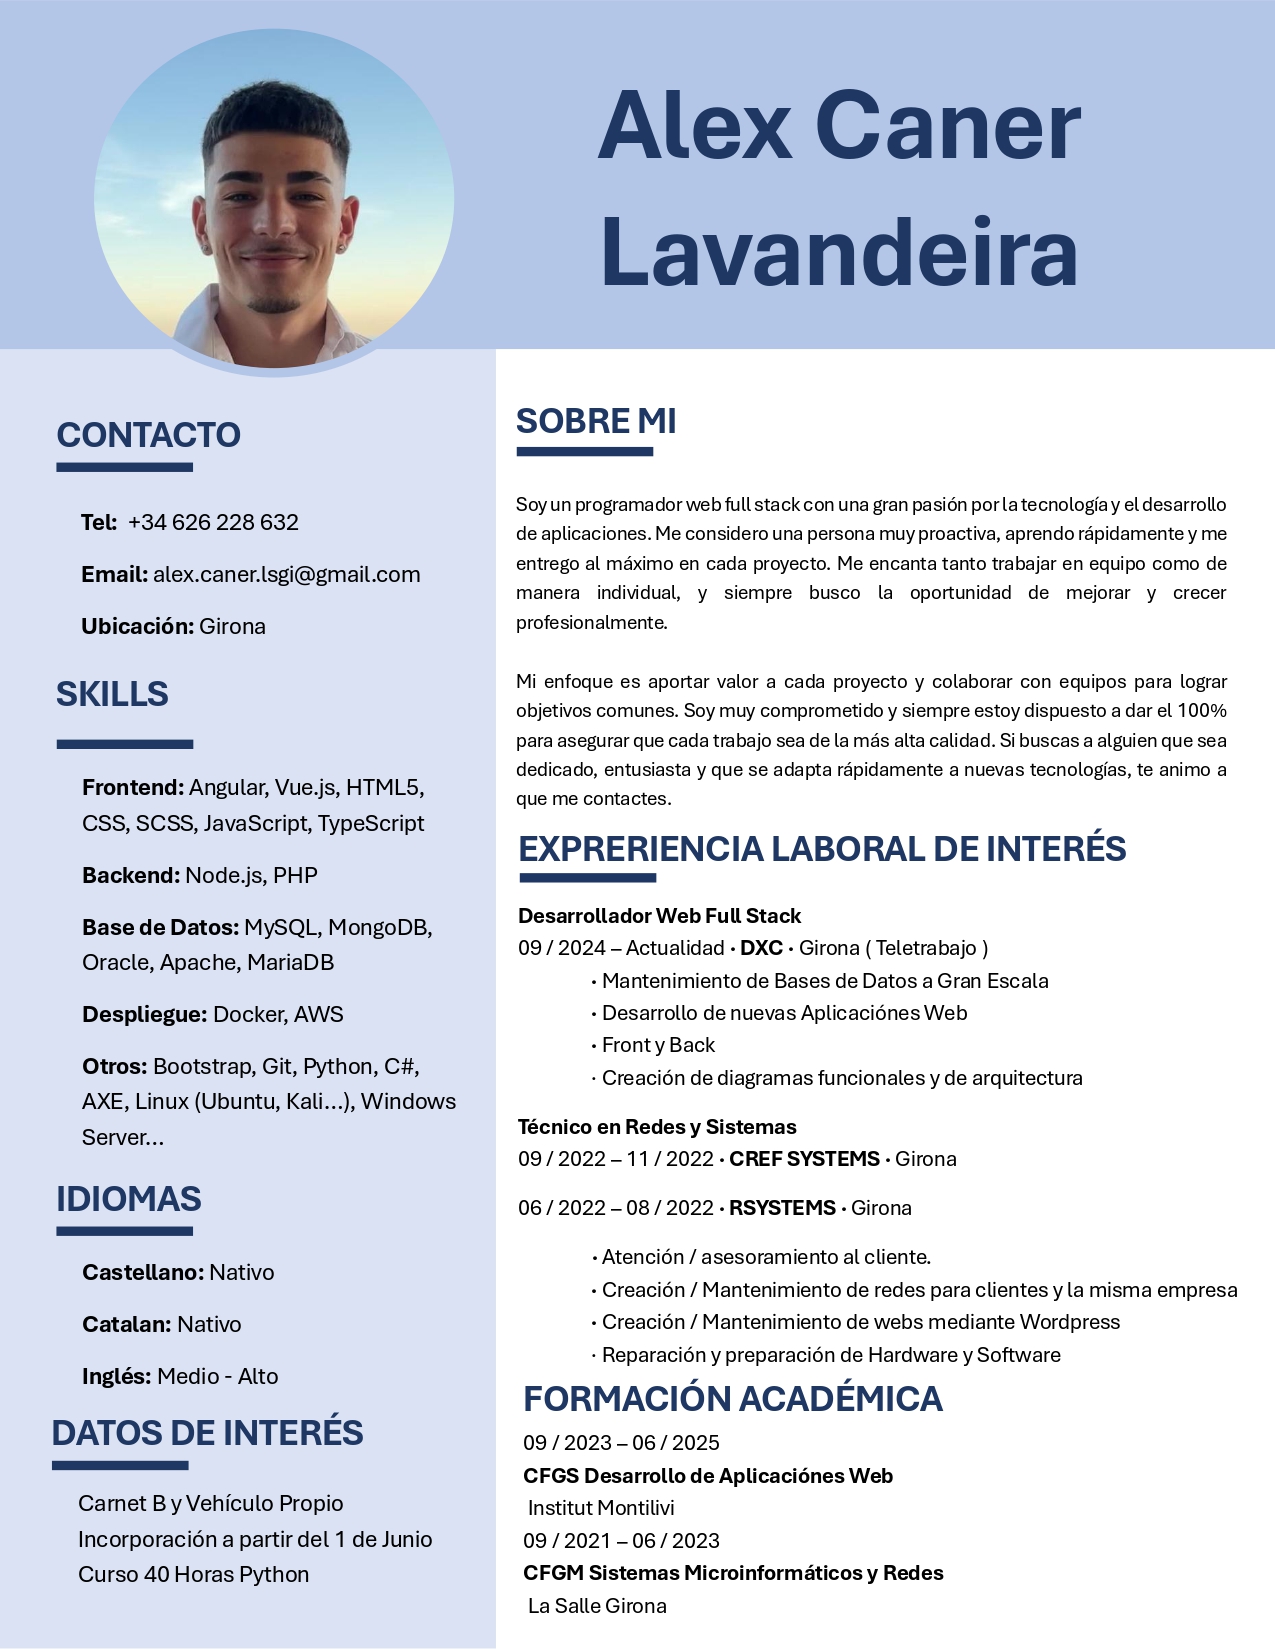 Alex Caner
Lavandeira
CONTACTO
Tel: +34 626 228 632
Email: alex.caner.lsgi@gmail.com
Ubicación: Girona
SKILLS
Frontend: Angular, Vue.js, HTML5,
CSS, SCSS, JavaScript, TypeScript
Backend: Node.js, PHP
Base de Datos: MySQL, MongoDB,
Oracle, Apache, MariaDB
Despliegue: Docker, AWS
Otros: Bootstrap, Git, Python, C#,
AXE, Linux (Ubuntu, Kali...), Windows
Server...
IDIOMAS
Castellano: Nativo
Catalan: Nativo
Inglés: Medio - Alto
DATOS DE INTERÉS
Carnet B y Vehículo Propio
Incorporación a partir del 1 de Junio
Curso 40 Horas Python
SOBRE MI
Soy un programador web full stack con una gran pasión por la tecnología y el desarrollo
de aplicaciones. Me considero una persona muy proactiva, aprendo rápidamente y me
entrego al máximo en cada proyecto. Me encanta tanto trabajar en equipo como de
manera individual, y siempre busco la oportunidad de mejorar y crecer
profesionalmente.
Mi enfoque es aportar valor a cada proyecto y colaborar con equipos para lograr
objetivos comunes. Soy muy comprometido y siempre estoy dispuesto a dar el 100%
para asegurar que cada trabajo sea de la más alta calidad. Si buscas a alguien que sea
dedicado, entusiasta y que se adapta rápidamente a nuevas tecnologías, te animo a
que me contactes.
EXPRERIENCIA LABORAL DE INTERÉS
Desarrollador Web Full Stack
09 / 2024 – Actualidad · DXC · Girona ( Teletrabajo )
· Mantenimiento de Bases de Datos a Gran Escala
· Desarrollo de nuevas Aplicaciónes Web
· Front y Back
· Creación de diagramas funcionales y de arquitectura
Técnico en Redes y Sistemas
09 / 2022 – 11 / 2022 · CREF SYSTEMS · Girona
06 / 2022 – 08 / 2022 · RSYSTEMS · Girona
· Atención / asesoramiento al cliente.
· Creación / Mantenimiento de redes para clientes y la misma empresa
· Creación / Mantenimiento de webs mediante Wordpress
· Reparación y preparación de Hardware y Software
FORMACIÓN ACADÉMICA
09 / 2023 – 06 / 2025
CFGS Desarrollo de Aplicaciónes Web
Institut Montilivi
09 / 2021 – 06 / 2023
CFGM Sistemas Microinformáticos y Redes
La Salle Girona